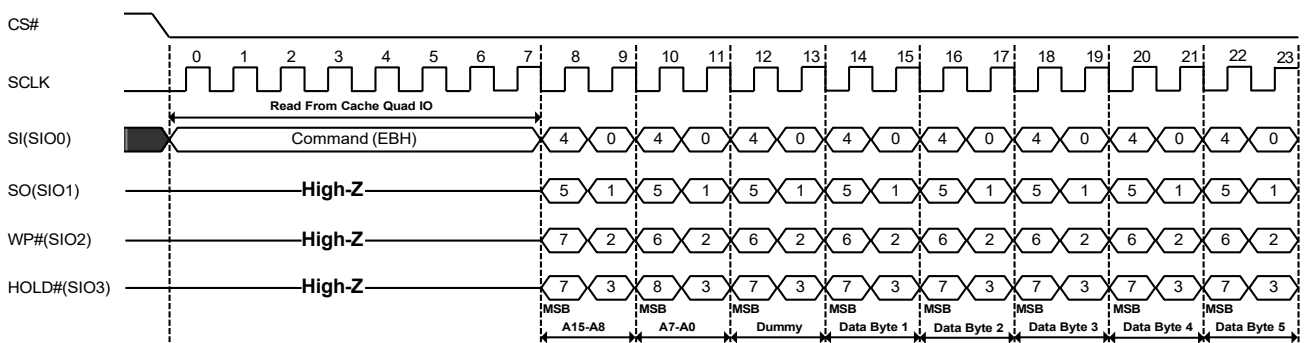 CS#
0 1 2 3 4 5 6 7 8 9 10 11 12 13 14 15 16 17 18 19 20 21 22 23
SCLK
Read From Cache Quad IO
SI(SIO0) Command (EBH) 4 0 4 0 4 0 4 0 4 0 4 0 4 0 4 0
SO(SIO1) High-Z 5 1 5 1 5 1 5 1 5 1 5 1 5 1 5 1
WP#(SIO2) High-Z 7 2 6 2 6 2 6 2 6 2 6 2 6 2 6 2
HOLD#(SIO3) High-Z 7 3 8 3 7 3 7 3 7 3 7 3 7 3 7 3
MSB MSB MSB MSB MSB MSB MSB MSB
A15-A8 A7-A0 Dummy Data Byte 1 Data Byte 2 Data Byte 3 Data Byte 4 Data Byte 5